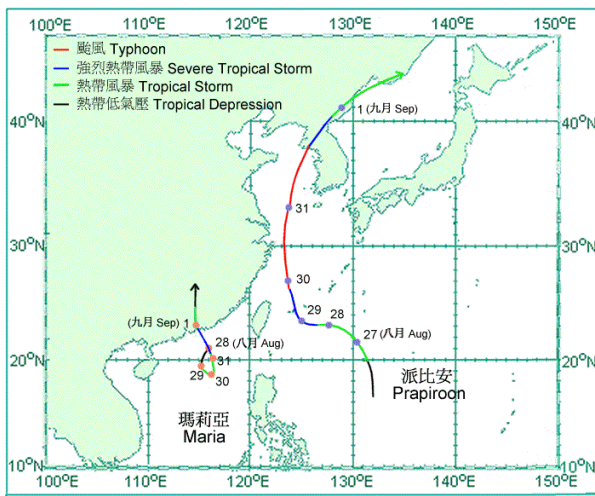 100°E 110°E 120°E 130°E 140°E 150°E
50°N
颱風 Typhoon
強烈熱帶風暴 Severe Tropical Storm
熱帶風暴 Tropical Storm
熱帶低氣壓 Tropical Depression
1 (九月 Sep)
40°N
31
30°N
30
29
28
27 (八月 Aug)
(九月 Sep) 1
28 (八月 Aug)
31
29
30
20°N
派比安
Prapiroon
瑪莉亞
Maria
10°N
100°E 110°E 120°E 130°E 140°E 150°E
50°N
40°N
30°N
20°N
10°N